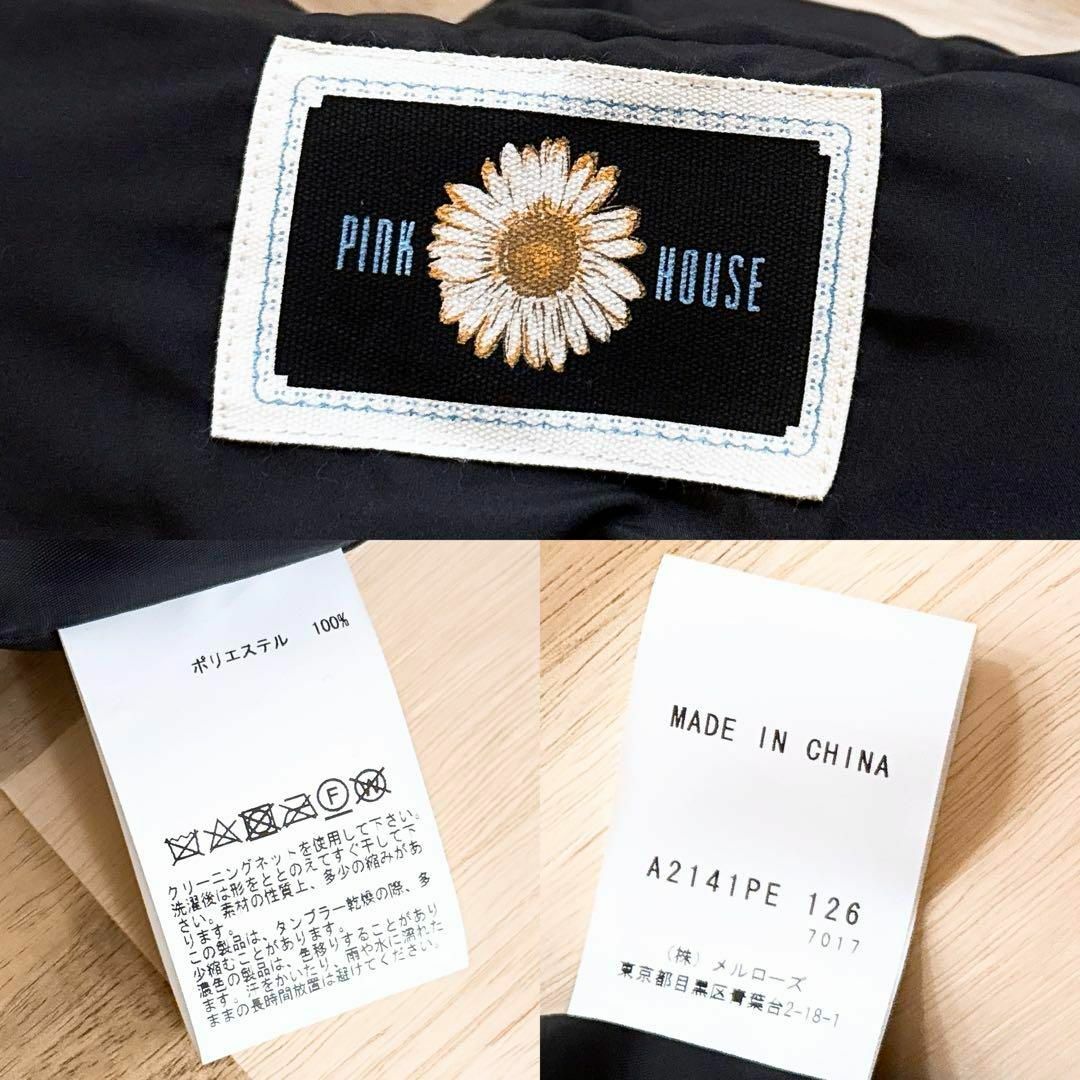 PINK HOUSE
ポリエステル 100%
クリーニングネットを使用して下さい。
洗濯後は形をととのえてすぐ干して下
さい。素材の性質上、多少の縮みがあ
ります。
この製品は、タンブラー乾燥の際、多
少縮むことがあります。
濃色の製品は、色移りすることがあり
ます。汗をかいたり、雨や水に濡れた
ままの長時間放置は避けてください。
MADE IN CHINA
A2141PE 126
7017
(株) メルローズ
東京都目黒区青葉台2-18-1